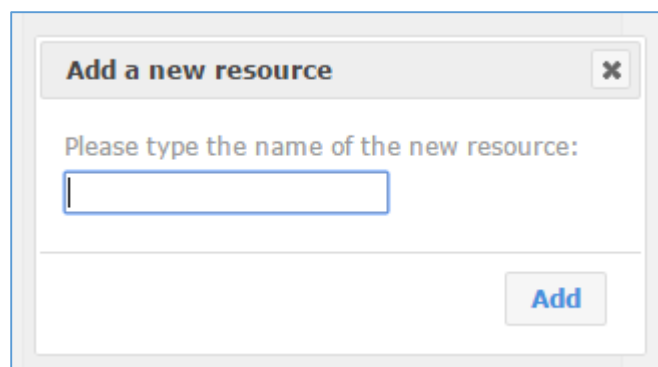 Add a new resource
Please type the name of the new resource:
Add